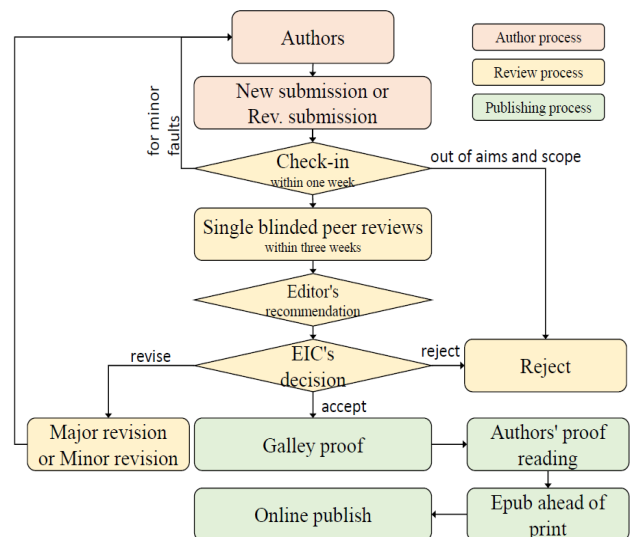 Authors
Author process
New submission or
Rev. submission
Review process
Publishing process
for minor
faults
Check-in
within one week
out of aims and scope
Single blinded peer reviews
within three weeks
Editor's
recommendation
EIC's
decision
revise
reject
Reject
accept
Major revision
or Minor revision
Galley proof
Authors' proof
reading
Online publish
Epub ahead of
print